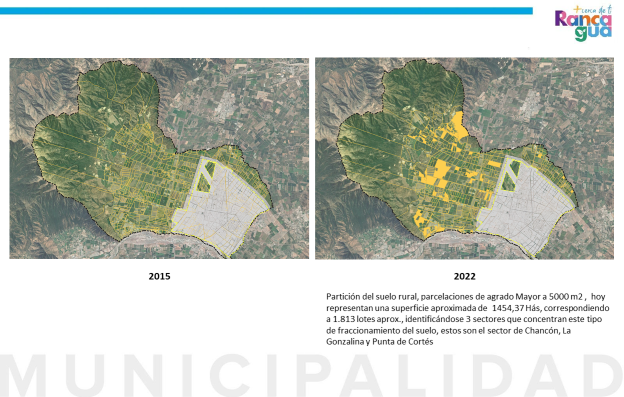 +cerca de ti
Rancagua
2015
2022
Partición del suelo rural, parcelaciones de agrado Mayor a 5000 m2 , hoy
representan una superficie aproximada de 1454,37 Hás, correspondiendo
a 1.813 lotes aprox., identificándose 3 sectores que concentran este tipo
de fraccionamiento del suelo, estos son el sector de Chancón, La
Gonzalina y Punta de Cortés
MUNICIPALIDAD